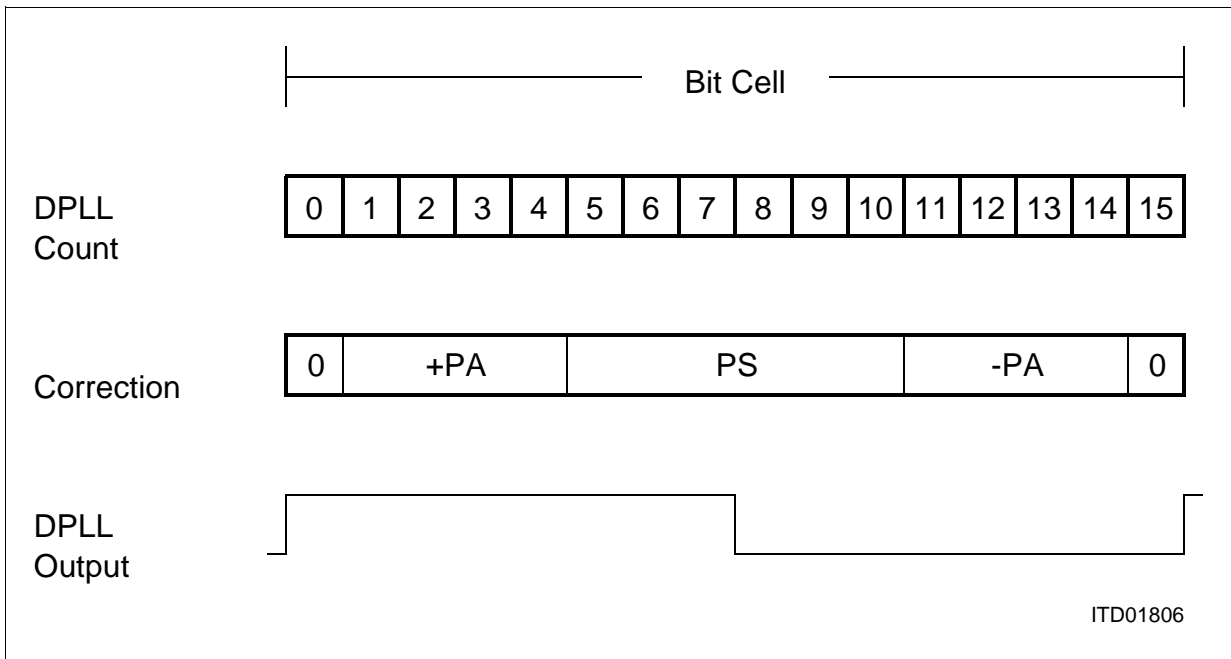 Bit Cell
DPLL
Count
0 1 2 3 4 5 6 7 8 9 10 11 12 13 14 15
Correction
0 +PA PS -PA 0
DPLL
Output
ITD01806